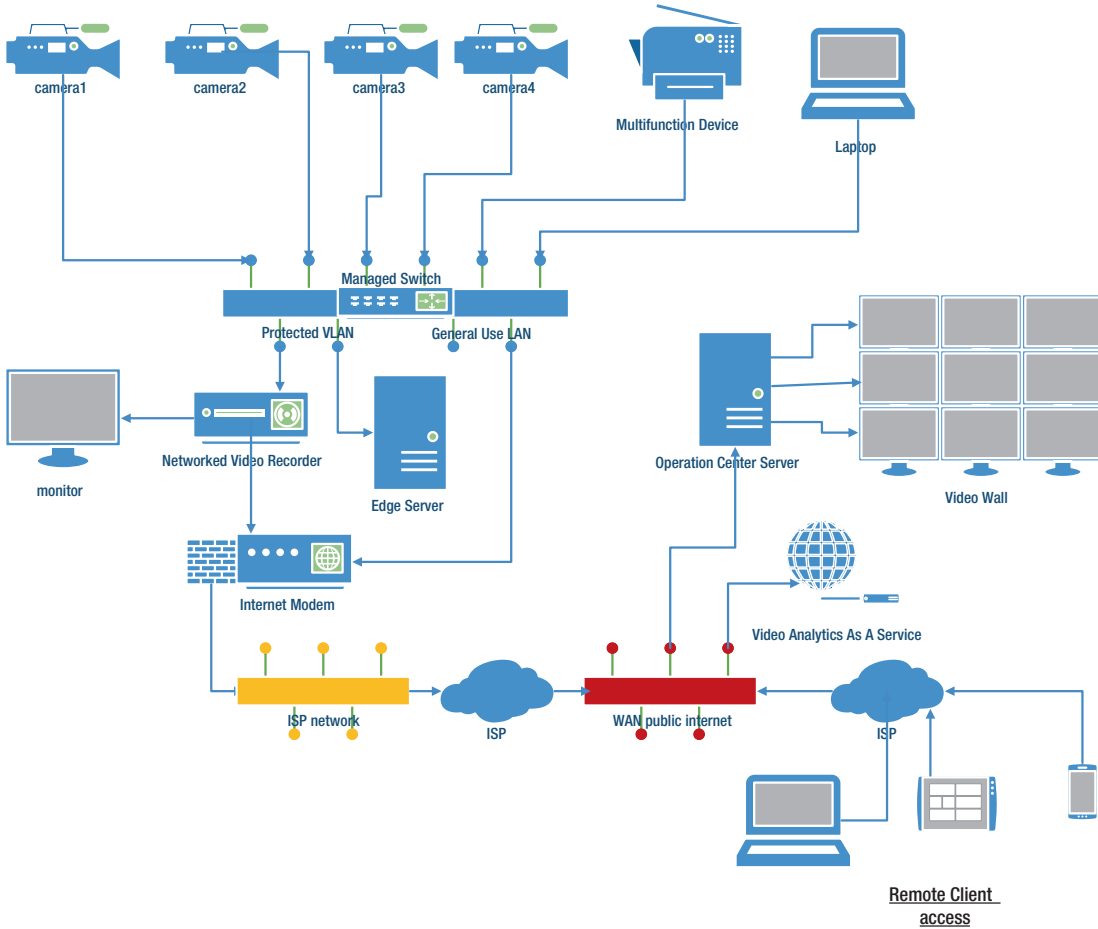 camera1
camera2
camera3
camera4
Multifunction Device
Laptop
Managed Switch
Protected VLAN
General Use LAN
Networked Video Recorder
monitor
Edge Server
Operation Center Server
Video Wall
Internet Modem
Video Analytics As A Service
ISP network
ISP
WAN public internet
ISP
Remote Client
access